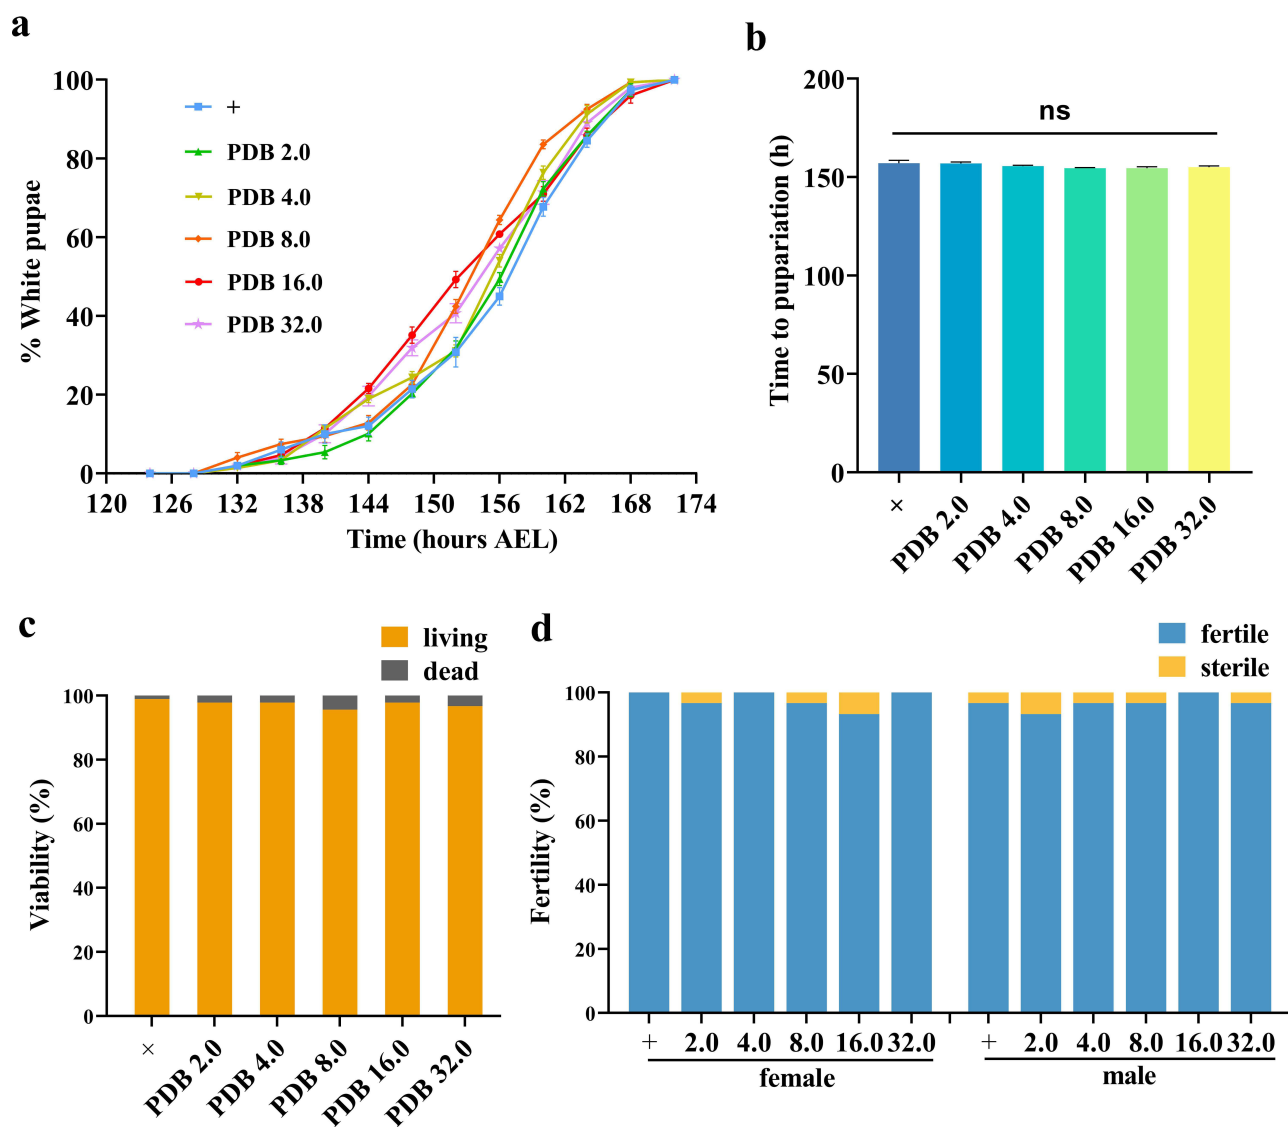 a
% White pupae
100
80
60
40
20
0
+
PDB 2.0
PDB 4.0
PDB 8.0
PDB 16.0
PDB 32.0
120 126 132 138 144 150 156 162 168 174
Time (hours AEL)
b
Time to pupariation (h)
200
150
100
50
0
ns
+
PDB 2.0
PDB 4.0
PDB 8.0
PDB 16.0
PDB 32.0
c
living
dead
Viability (%)
100
80
60
40
20
0
+
PDB 2.0
PDB 4.0
PDB 8.0
PDB 16.0
PDB 32.0
d
fertile
sterile
Fertility (%)
100
80
60
40
20
0
+ 2.0 4.0 8.0 16.0 32.0 + 2.0 4.0 8.0 16.0 32.0
female male